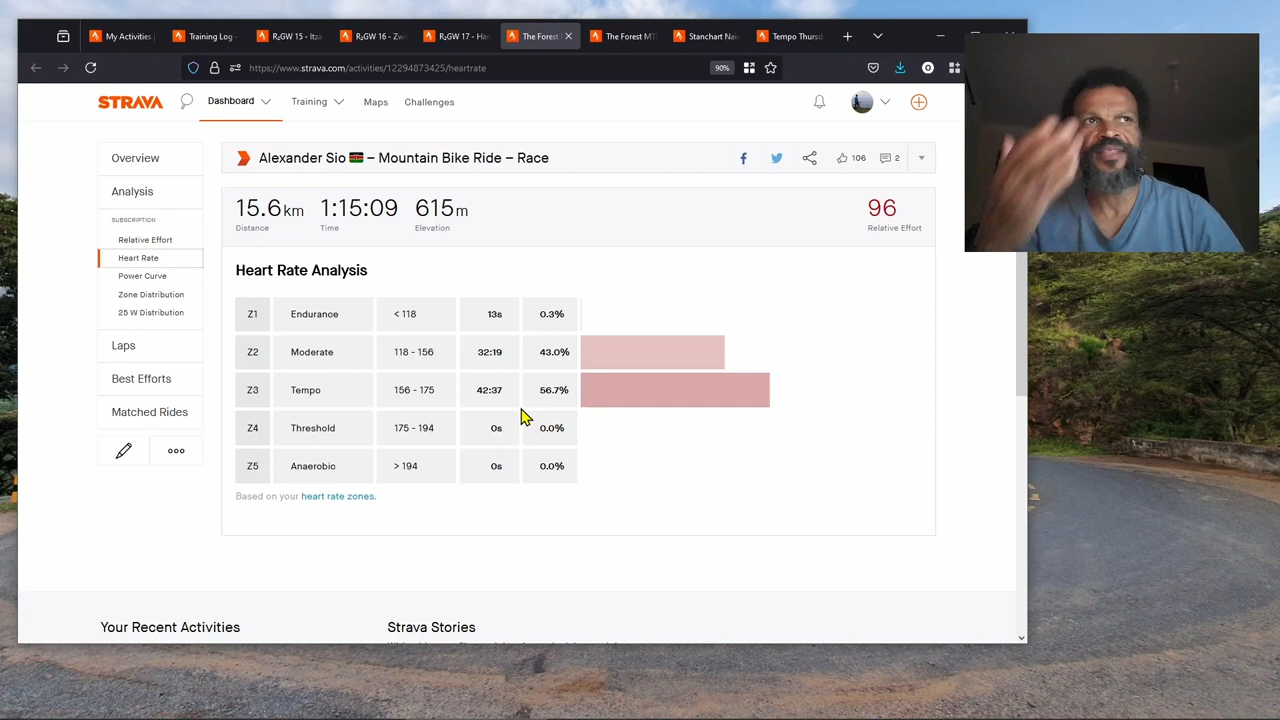 My Activities
Training Log -
R₂GW 15 - Itza
R₂GW 16 - Zwi
R₂GW 17 - Har
The Forest
The Forest MT
Stanchart Nair
Tempo Thursd
https://www.strava.com/activities/12294873425/heartrate
90%
STRAVA
Dashboard
Training
Maps
Challenges
Overview
Analysis
SUBSCRIPTION
Relative Effort
Heart Rate
Power Curve
Zone Distribution
25 W Distribution
Laps
Best Efforts
Matched Rides
Alexander Sio 🇰🇪 – Mountain Bike Ride – Race
106
2
15.6km
Distance
1:15:09
Time
615m
Elevation
96
Relative Effort
Heart Rate Analysis
Z1 Endurance < 118 13s 0.3%
Z2 Moderate 118 - 156 32:19 43.0%
Z3 Tempo 156 - 175 42:37 56.7%
Z4 Threshold 175 - 194 0s 0.0%
Z5 Anaerobic > 194 0s 0.0%
Based on your heart rate zones.
Your Recent Activities
Strava Stories